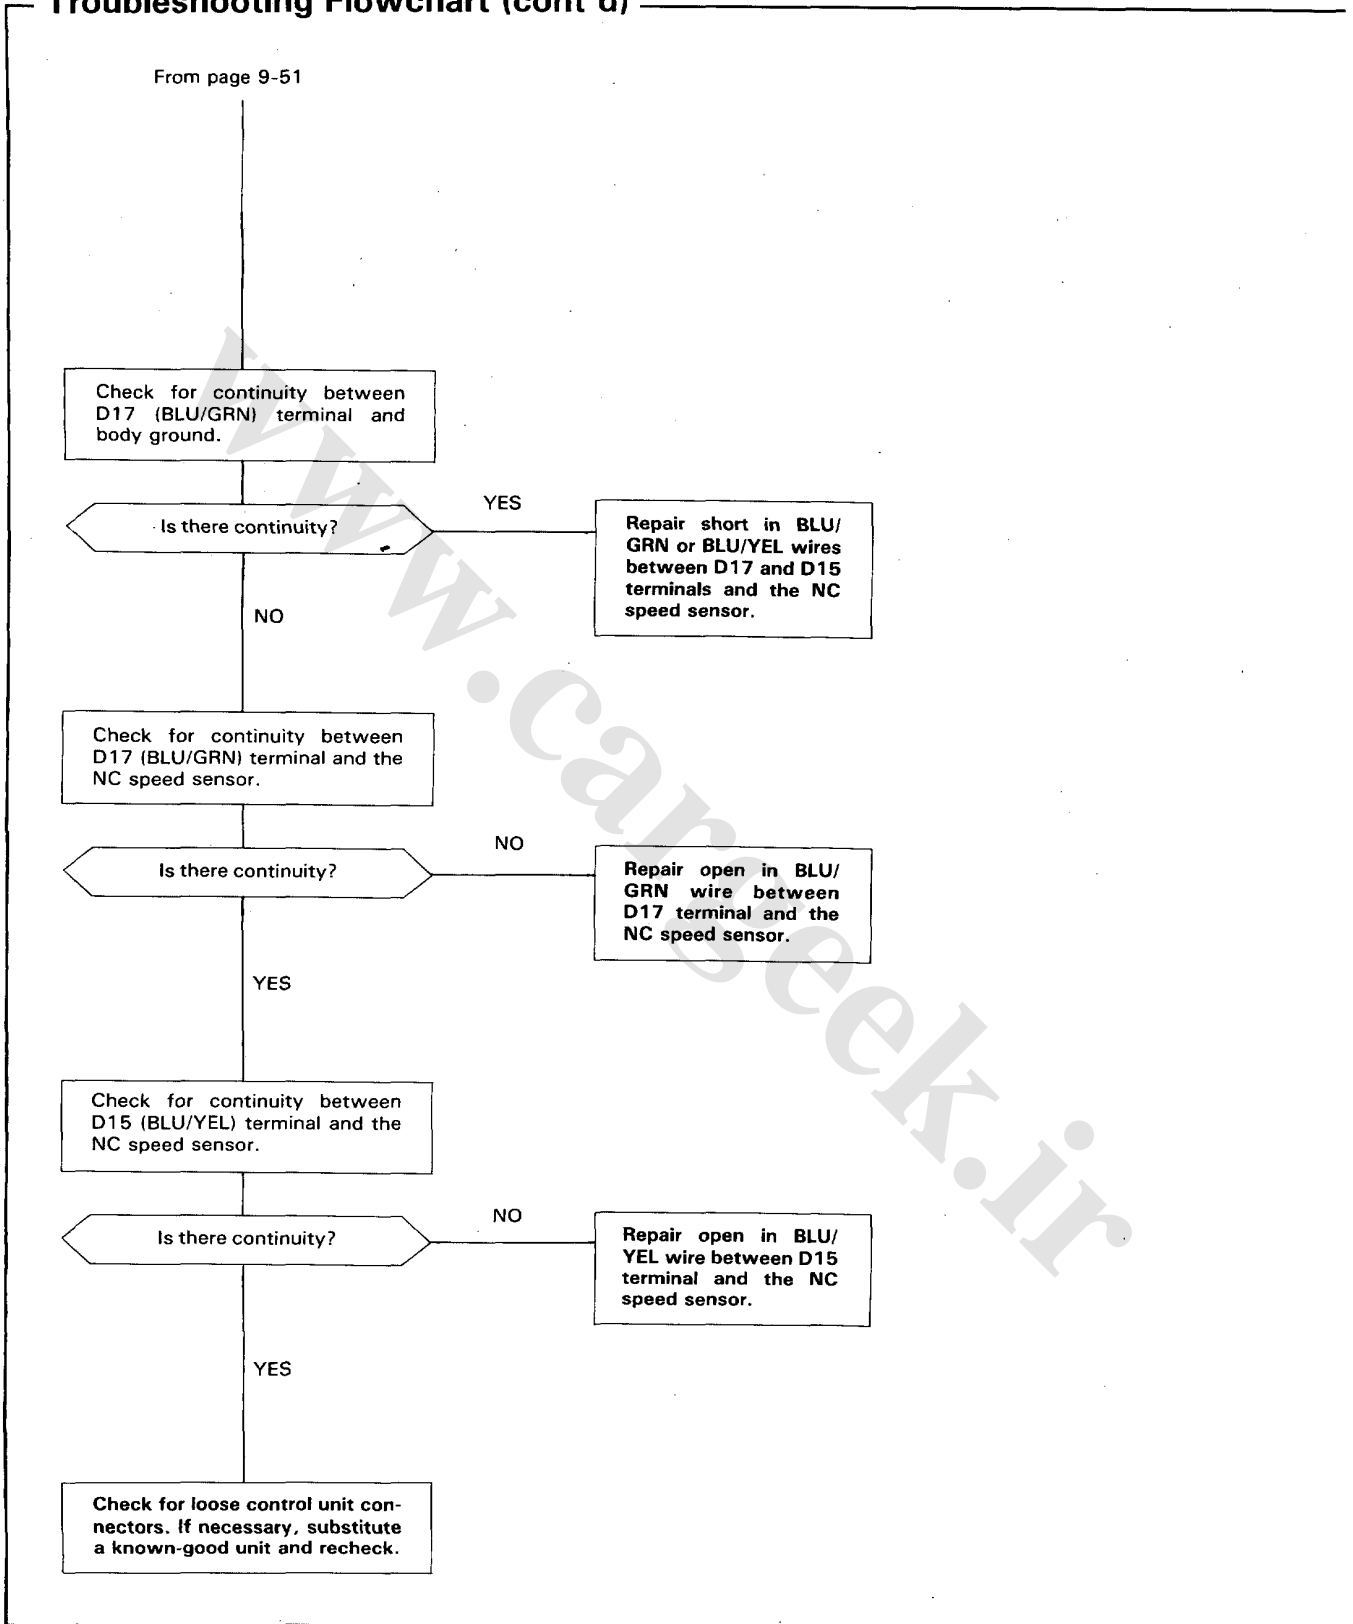 Troubleshooting Flowchart (cont'd)
From page 9-51
Check for continuity between
D17 (BLU/GRN) terminal and
body ground.
Is there continuity?
YES
Repair short in BLU/
GRN or BLU/YEL wires
between D17 and D15
terminals and the NC
speed sensor.
NO
Check for continuity between
D17 (BLU/GRN) terminal and the
NC speed sensor.
Is there continuity?
NO
Repair open in BLU/
GRN wire between
D17 terminal and the
NC speed sensor.
YES
Check for continuity between
D15 (BLU/YEL) terminal and the
NC speed sensor.
Is there continuity?
NO
Repair open in BLU/
YEL wire between D15
terminal and the NC
speed sensor.
YES
Check for loose control unit con-
nectors. If necessary, substitute
a known-good unit and recheck.
www.cargeek.ir